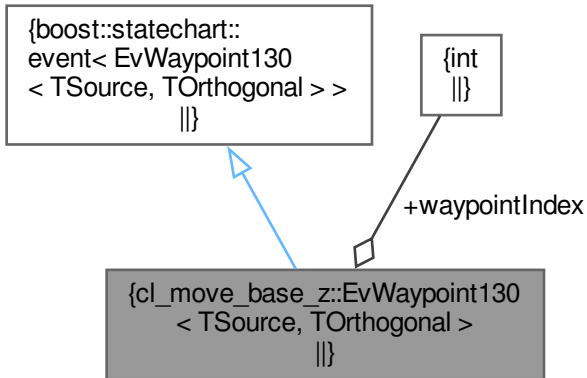 {boost::statechart::
event< EvWaypoint130
< TSource, TOrthogonal > >
||}
{int
||}
+waypointIndex
{cl_move_base_z::EvWaypoint130
< TSource, TOrthogonal >
||}